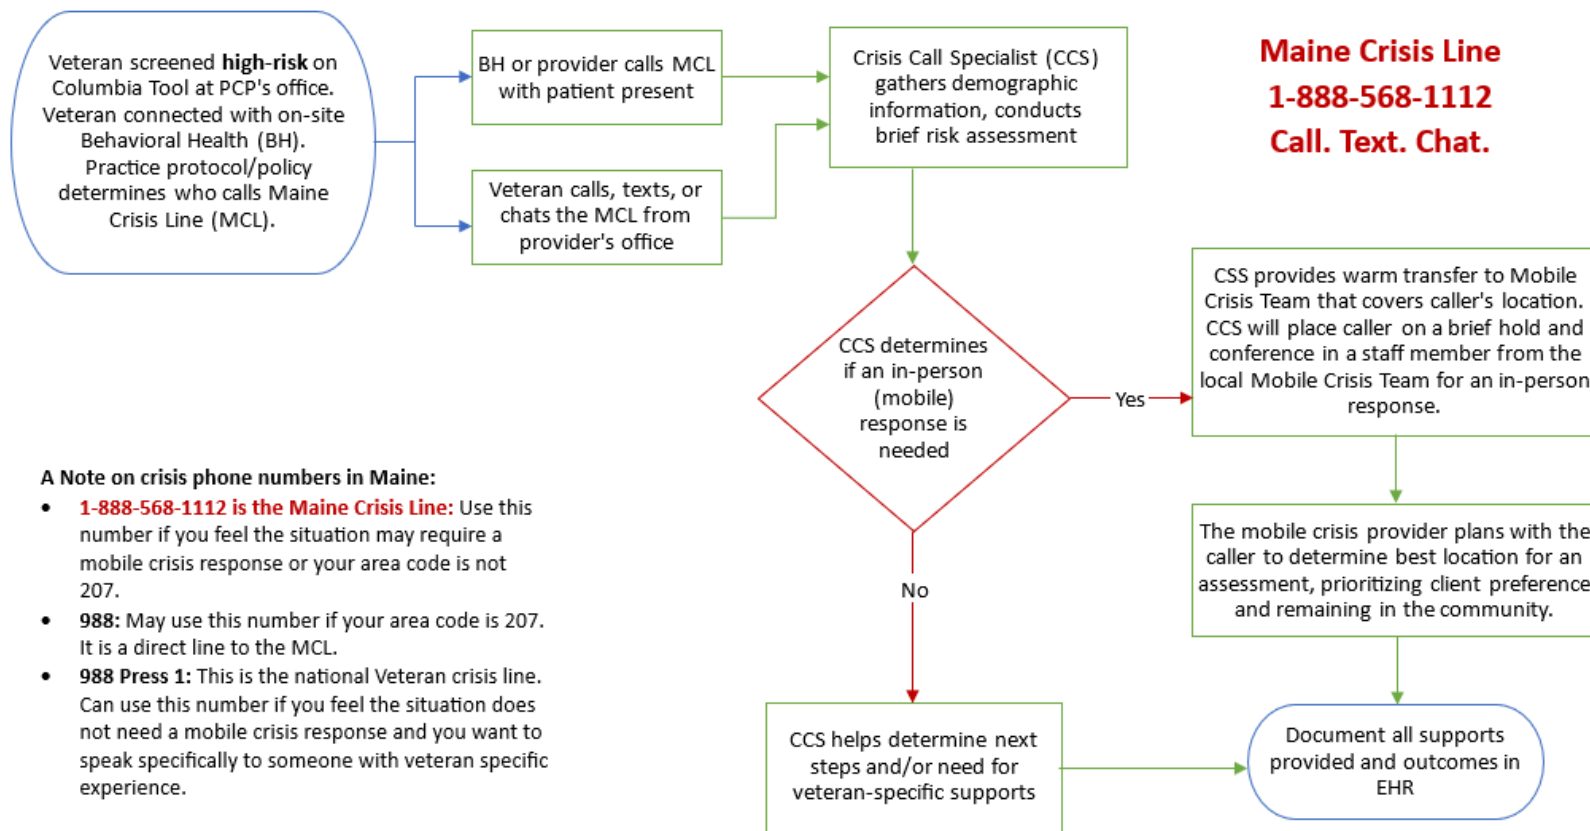 Veteran screened high-risk on
Columbia Tool at PCP's office.
Veteran connected with on-site
Behavioral Health (BH).
Practice protocol/policy
determines who calls Maine
Crisis Line (MCL).
BH or provider calls MCL
with patient present
Veteran calls, texts, or
chats the MCL from
provider's office
Crisis Call Specialist (CCS)
gathers demographic
information, conducts
brief risk assessment
Maine Crisis Line
1-888-568-1112
Call. Text. Chat.
CCS determines
if an in-person
(mobile)
response is
needed
Yes
CSS provides warm transfer to Mobile
Crisis Team that covers caller's location.
CCS will place caller on a brief hold and
conference in a staff member from the
local Mobile Crisis Team for an in-person
response.
The mobile crisis provider plans with the
caller to determine best location for an
assessment, prioritizing client preference
and remaining in the community.
No
CCS helps determine next
steps and/or need for
veteran-specific supports
Document all supports
provided and outcomes in
EHR
A Note on crisis phone numbers in Maine:
• 1-888-568-1112 is the Maine Crisis Line: Use this
number if you feel the situation may require a
mobile crisis response or your area code is not
207.
• 988: May use this number if your area code is 207.
It is a direct line to the MCL.
• 988 Press 1: This is the national Veteran crisis line.
Can use this number if you feel the situation does
not need a mobile crisis response and you want to
speak specifically to someone with veteran specific
experience.